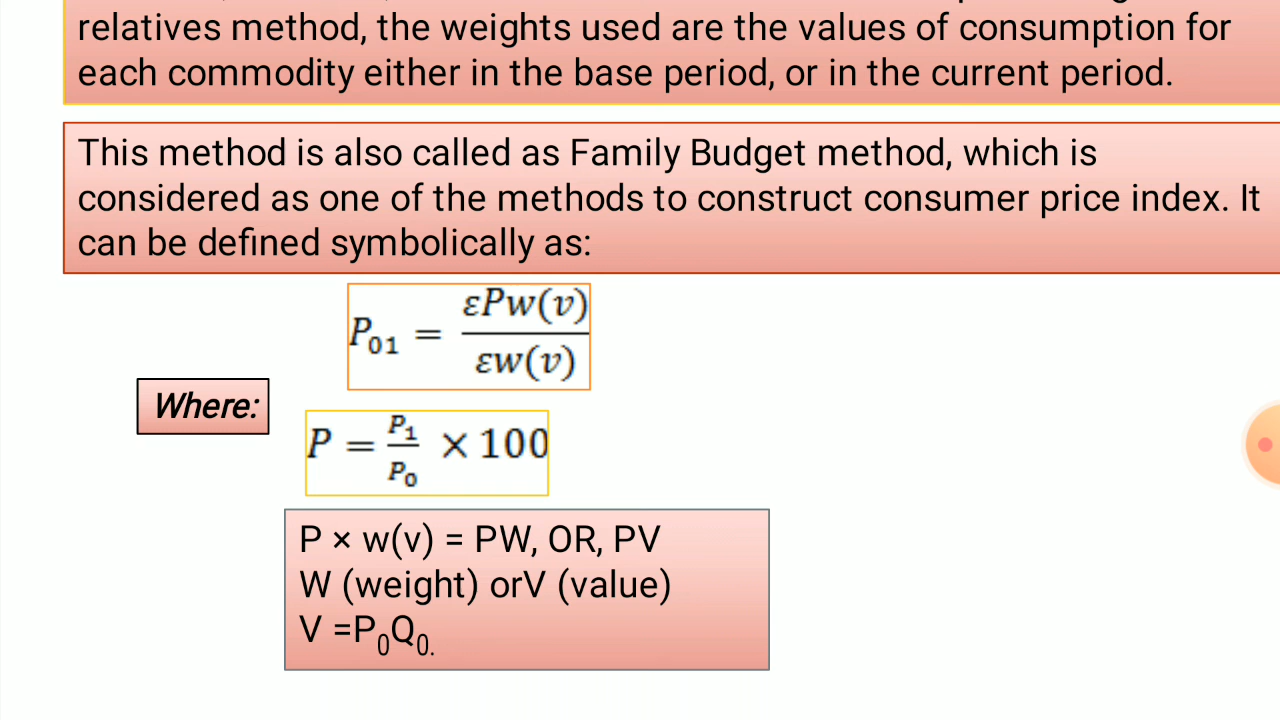 relatives method, the weights used are the values of consumption for
each commodity either in the base period, or in the current period.
This method is also called as Family Budget method, which is
considered as one of the methods to construct consumer price index. It
can be defined symbolically as:
P₀₁ = εPw(v) / εw(v)
Where:
P = P₁/P₀ × 100
P × w(v) = PW, OR, PV
W (weight) orV (value)
V =P₀Q₀.